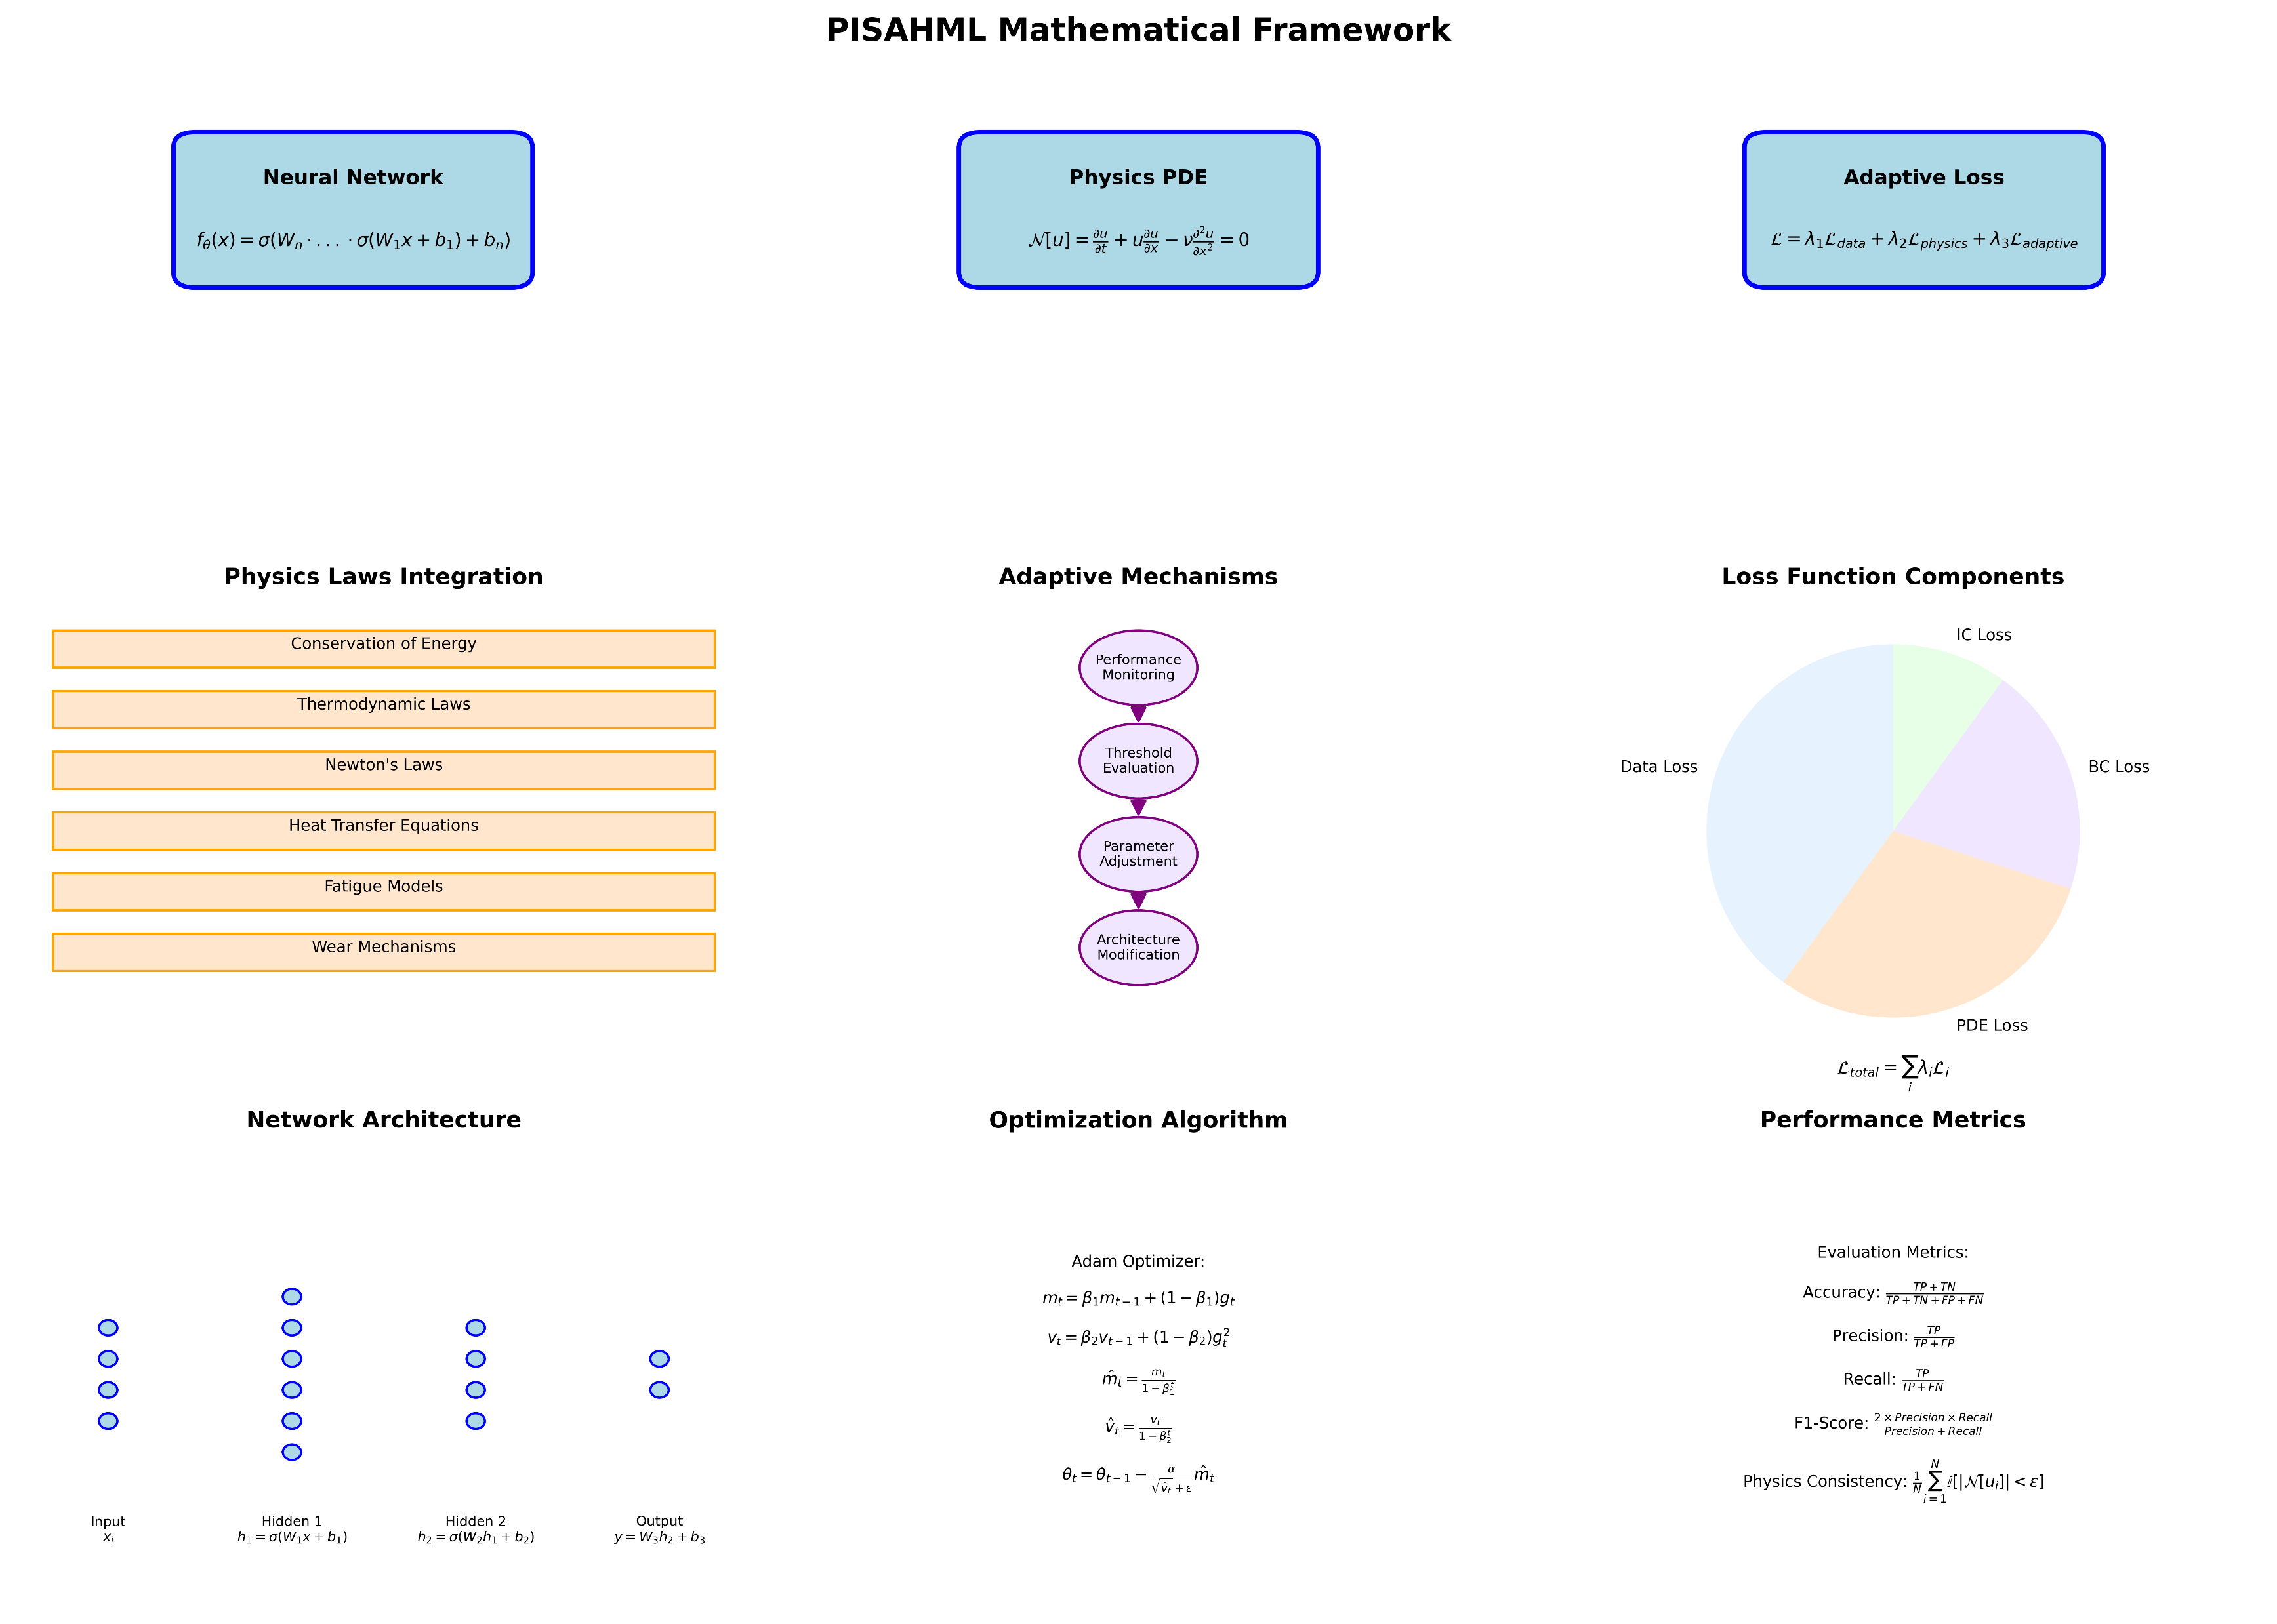 PISAHML Mathematical Framework
Neural Network
f_θ(x) = σ(W_n · . . . · σ(W_1x + b_1) + b_n)
Physics PDE
𝒩[u] = ∂u/∂t + u ∂u/∂x − ν ∂²u/∂x² = 0
Adaptive Loss
ℒ = λ_1ℒ_data + λ_2ℒ_physics + λ_3ℒ_adaptive
Physics Laws Integration
Conservation of Energy
Thermodynamic Laws
Newton's Laws
Heat Transfer Equations
Fatigue Models
Wear Mechanisms
Adaptive Mechanisms
Performance
Monitoring
Threshold
Evaluation
Parameter
Adjustment
Architecture
Modification
Loss Function Components
IC Loss
Data Loss
BC Loss
PDE Loss
ℒ_total = ∑_i λ_iℒ_i
Network Architecture
Input
x_i
Hidden 1
h_1 = σ(W_1x + b_1)
Hidden 2
h_2 = σ(W_2h_1 + b_2)
Output
y = W_3h_2 + b_3
Optimization Algorithm
Adam Optimizer:
m_t = β_1m_{t−1} + (1 − β_1)g_t
v_t = β_2v_{t−1} + (1 − β_2)g_t^2
m̂_t = m_t/(1 − β_1^t)
v̂_t = v_t/(1 − β_2^t)
θ_t = θ_{t−1} − α/(√v̂_t + ε) m̂_t
Performance Metrics
Evaluation Metrics:
Accuracy: (TP + TN)/(TP + TN + FP + FN)
Precision: TP/(TP + FP)
Recall: TP/(TP + FN)
F1-Score: (2 × Precision × Recall)/(Precision + Recall)
Physics Consistency: 1/N ∑_{i=1}^{N} 𝕀[|𝒩[u_i]| < ε]